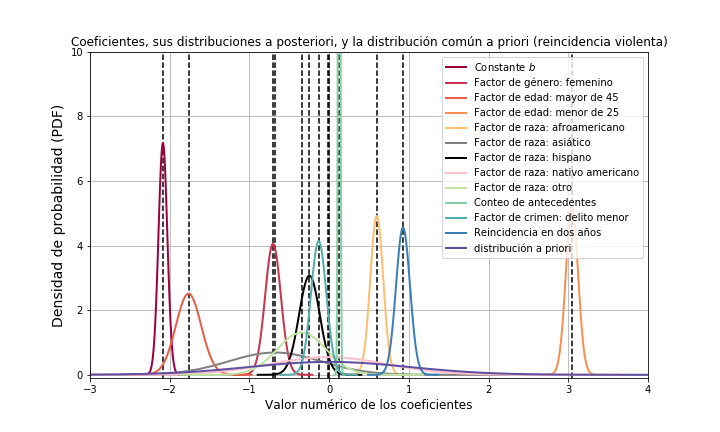 Coeficientes, sus distribuciones a posteriori, y la distribución común a priori (reincidencia violenta)
Densidad de probabilidad (PDF)
10
8
6
4
2
0
Constante b
Factor de género: femenino
Factor de edad: mayor de 45
Factor de edad: menor de 25
Factor de raza: afroamericano
Factor de raza: asiático
Factor de raza: hispano
Factor de raza: nativo americano
Factor de raza: otro
Conteo de antecedentes
Factor de crimen: delito menor
Reincidencia en dos años
distribución a priori
−3 −2 −1 0 1 2 3 4
Valor numérico de los coeficientes